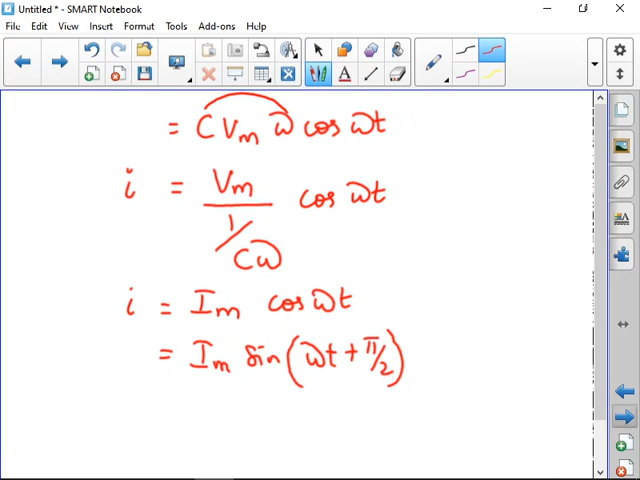 Untitled * - SMART Notebook
File Edit View Insert Format Tools Add-ons Help
= C Vm ω cos ωt
i = Vm / (1/Cω) cos ωt
i = Im cos ωt
= Im sin(ωt + π/2)